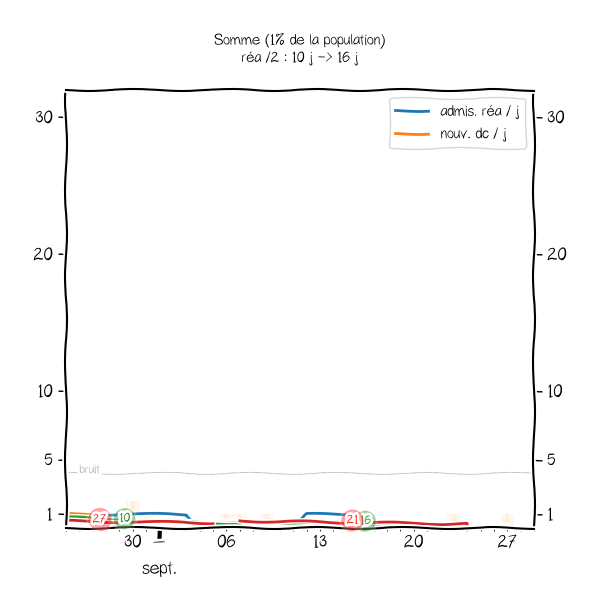 Somme (1% de la population)
réa /2 : 10 j -> 16 j
admis. réa / j
nouv. dc / j
30 30
20 20
10 10
5 5
bruit
1 1
27 10 21 16
30 06 13 20 27
sept.